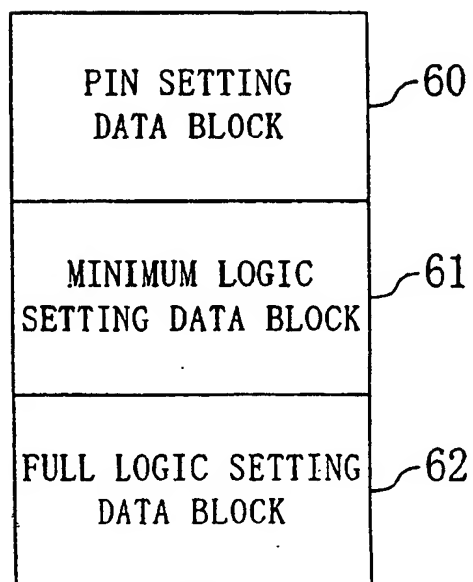 PIN SETTING
DATA BLOCK
60
MINIMUM LOGIC
SETTING DATA BLOCK
61
FULL LOGIC SETTING
DATA BLOCK
62